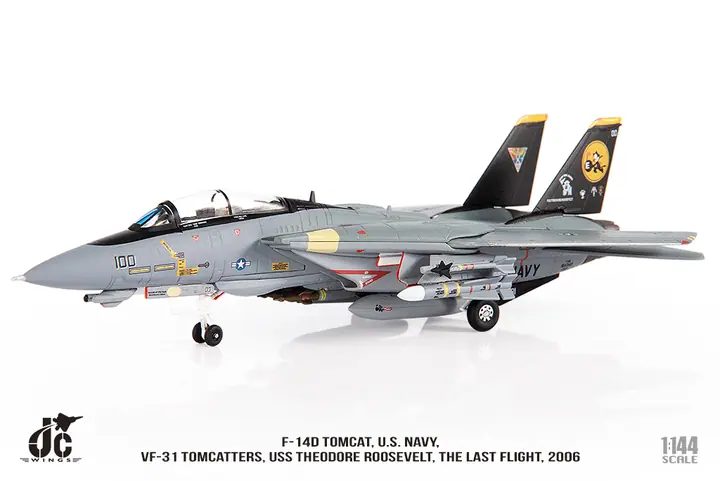 100
NAVY
JC
WINGS
F-14D TOMCAT, U.S. NAVY,
VF-31 TOMCATTERS, USS THEODORE ROOSEVELT, THE LAST FLIGHT, 2006
1:144
SCALE